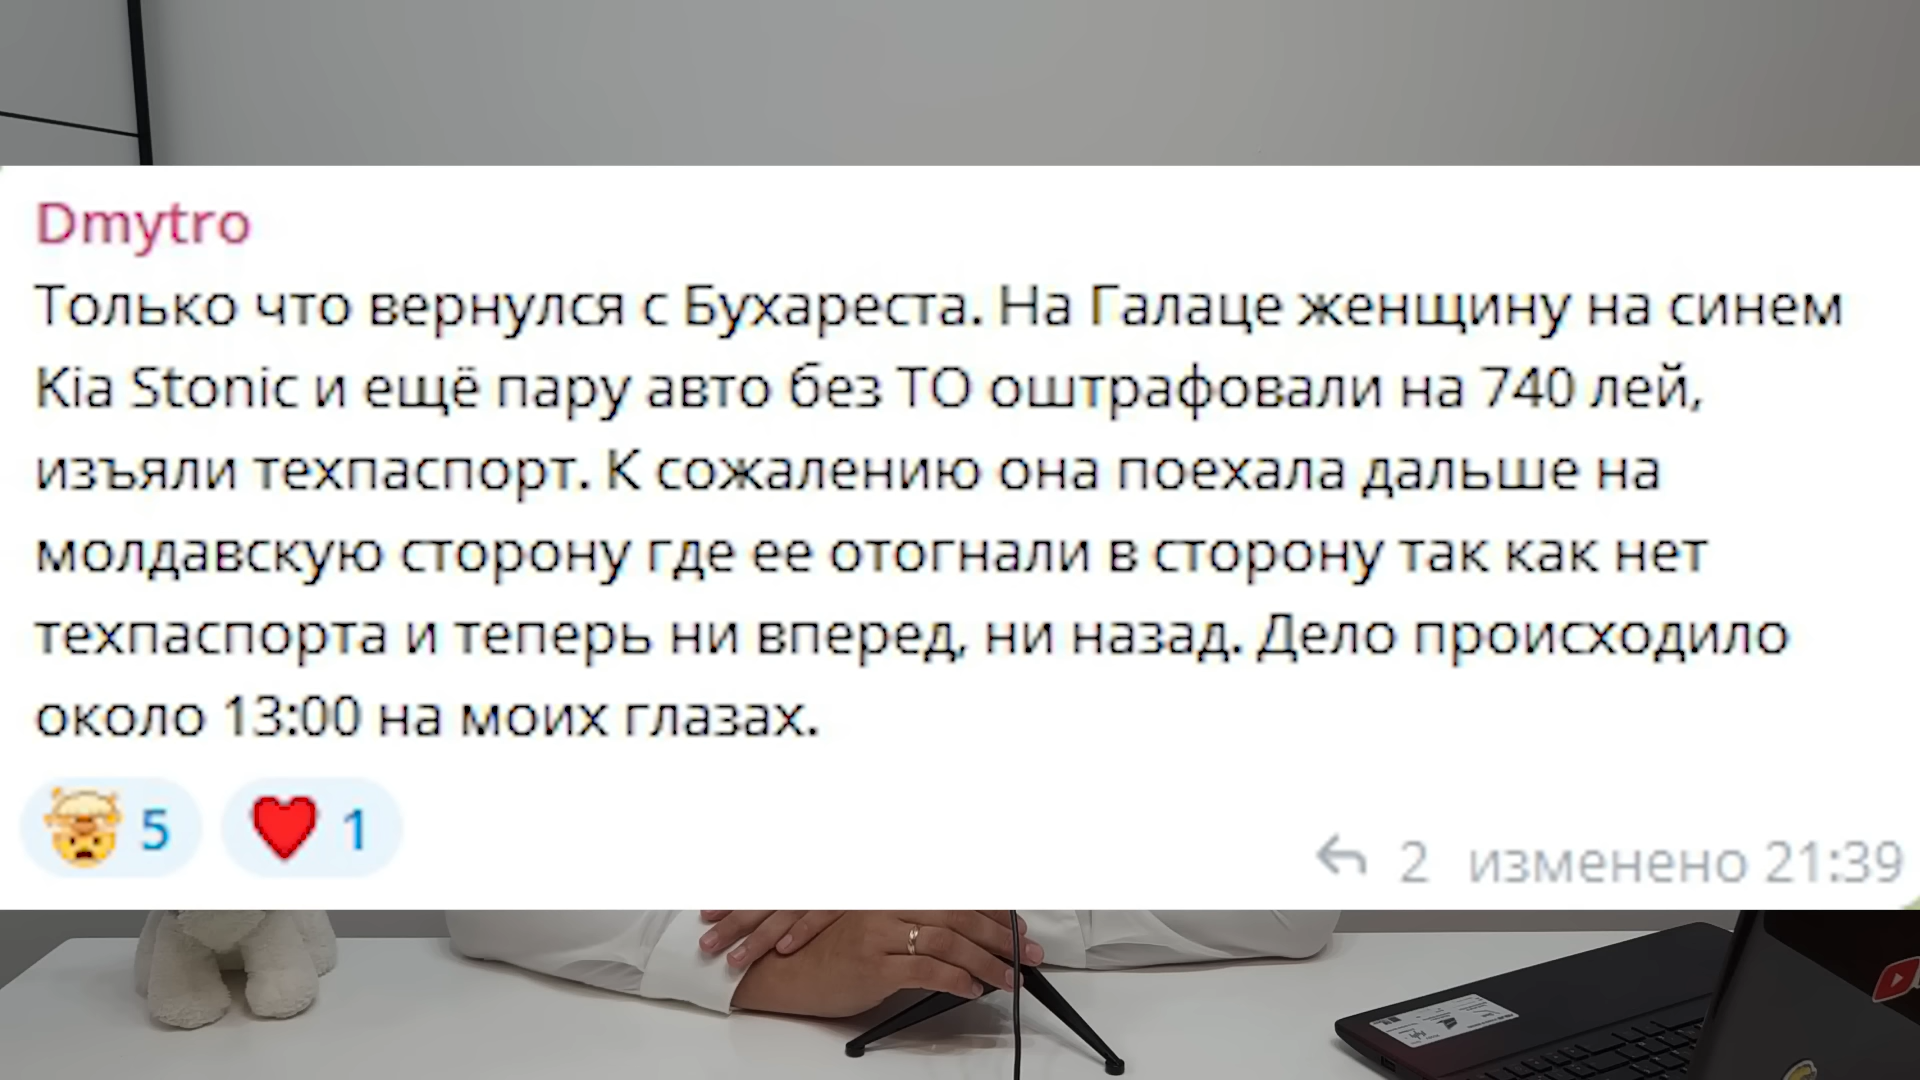 Dmytro
Только что вернулся с Бухареста. На Галаце женщину на синем
Kia Stonic и ещё пару авто без ТО оштрафовали на 740 лей,
изъяли техпаспорт. К сожалению она поехала дальше на
молдавскую сторону где ее отогнали в сторону так как нет
техпаспорта и теперь ни вперед, ни назад. Дело происходило
около 13:00 на моих глазах.
5 1
2 изменено 21:39